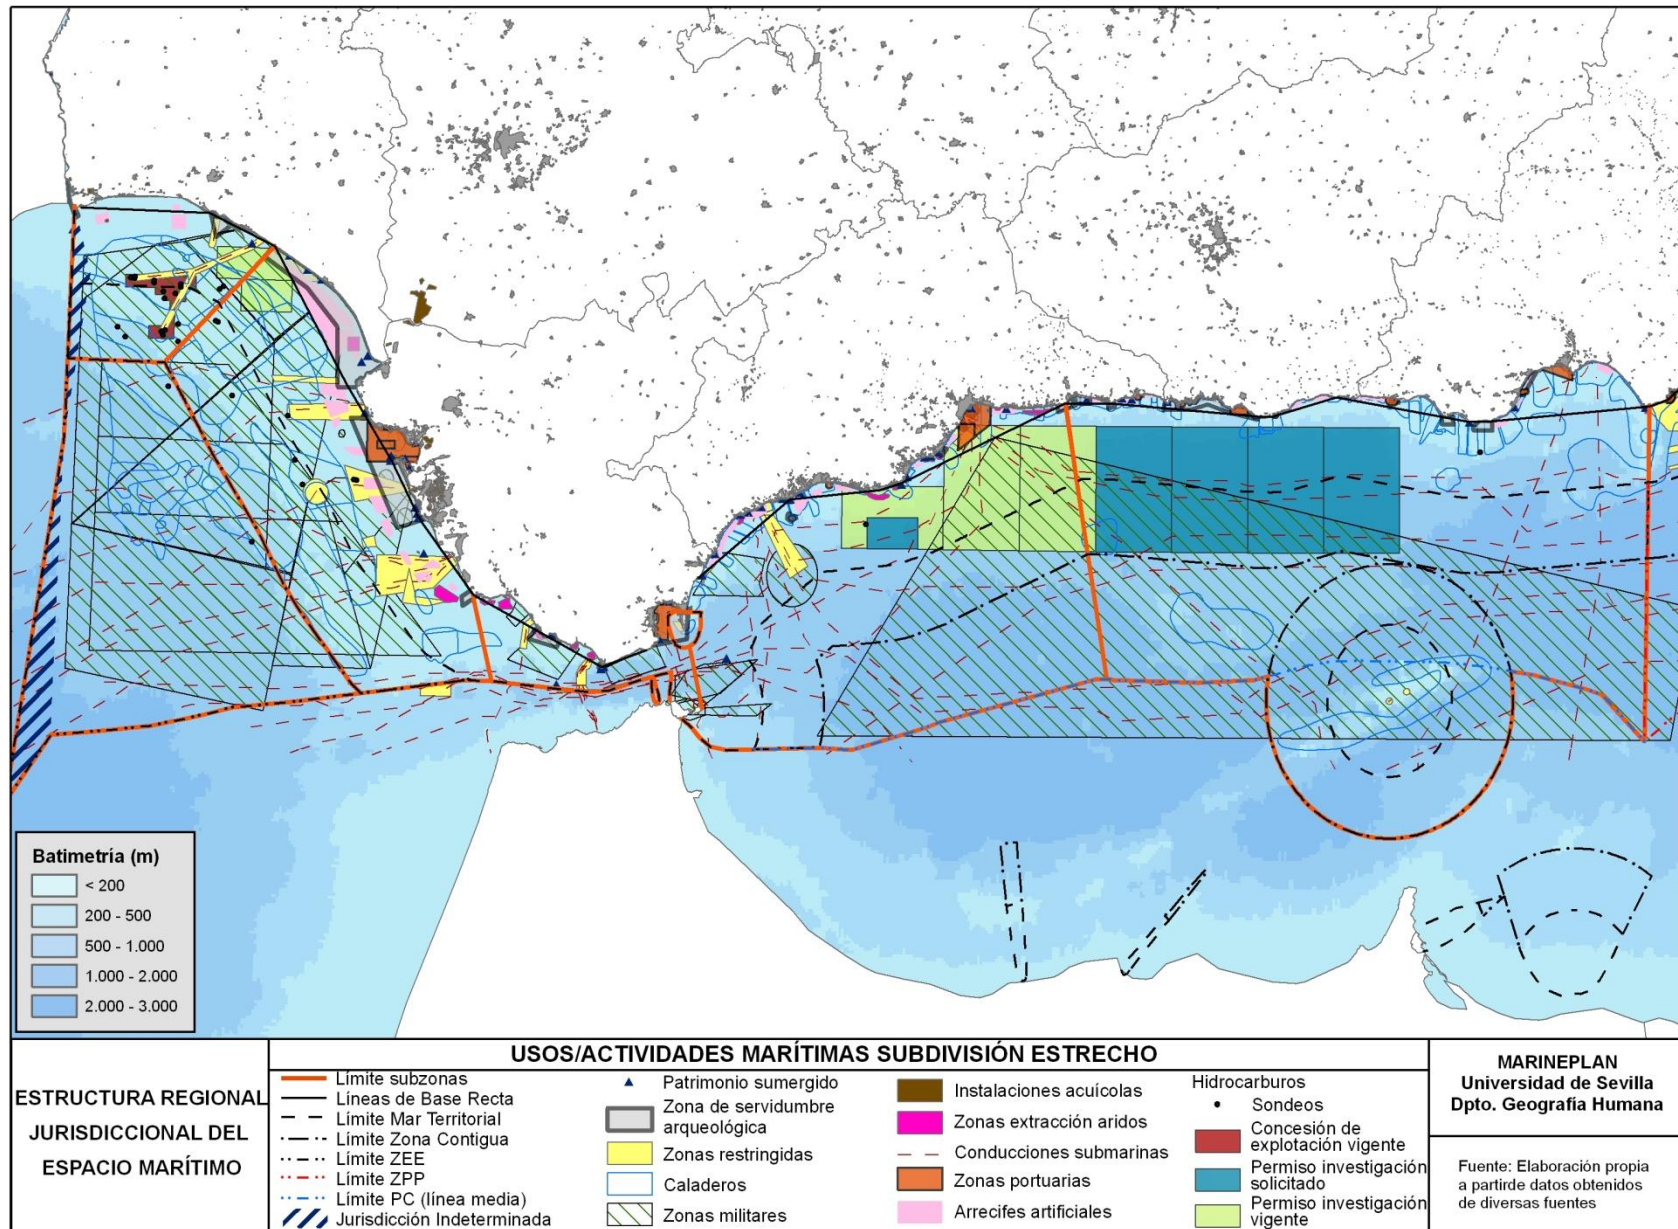 Batimetría (m)
< 200
200 - 500
500 - 1.000
1.000 - 2.000
2.000 - 3.000
ESTRUCTURA REGIONAL
JURISDICCIONAL DEL
ESPACIO MARÍTIMO
USOS/ACTIVIDADES MARÍTIMAS SUBDIVISIÓN ESTRECHO
Límite subzonas
Líneas de Base Recta
Límite Mar Territorial
Límite Zona Contigua
Límite ZEE
Límite ZPP
Límite PC (línea media)
Jurisdicción Indeterminada
Patrimonio sumergido
Zona de servidumbre
arqueológica
Zonas restringidas
Caladeros
Zonas militares
Instalaciones acuícolas
Zonas extracción aridos
Conducciones submarinas
Zonas portuarias
Arrecifes artificiales
Hidrocarburos
Sondeos
Concesión de
explotación vigente
Permiso investigación
solicitado
Permiso investigación
vigente
MARINEPLAN
Universidad de Sevilla
Dpto. Geografía Humana
Fuente: Elaboración propia
a partirde datos obtenidos
de diversas fuentes